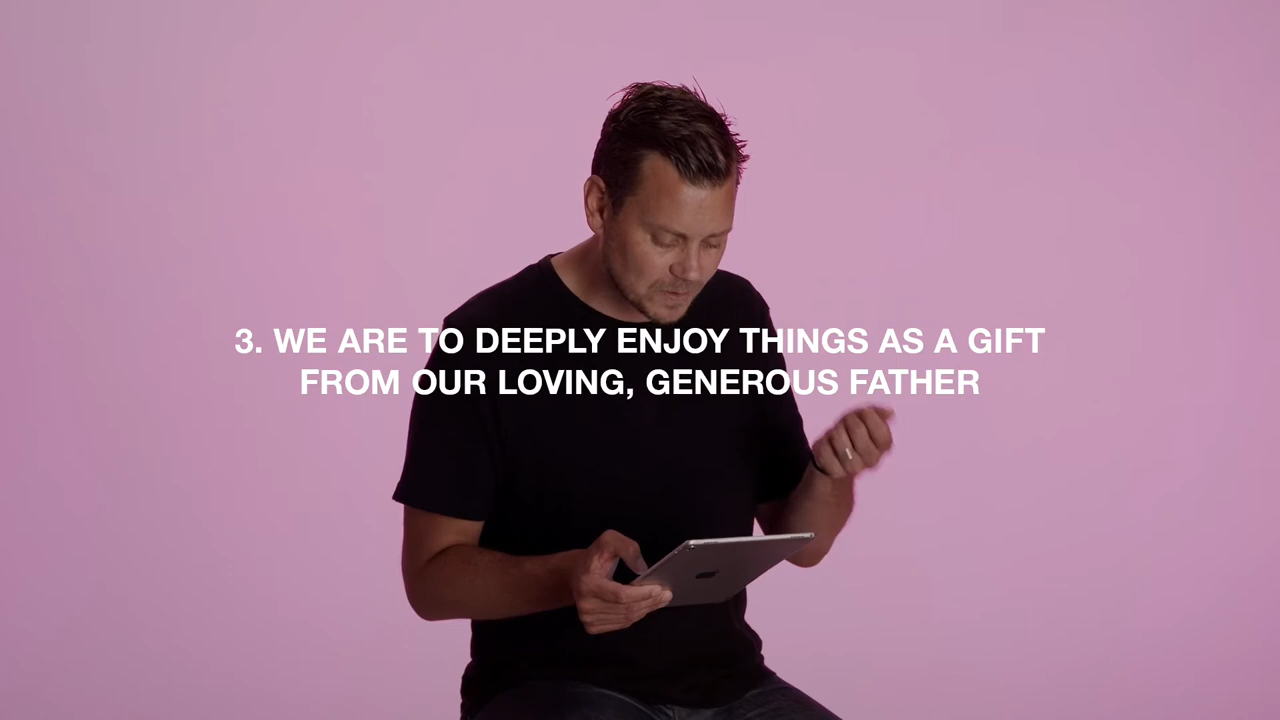 3. WE ARE TO DEEPLY ENJOY THINGS AS A GIFT
FROM OUR LOVING, GENEROUS FATHER